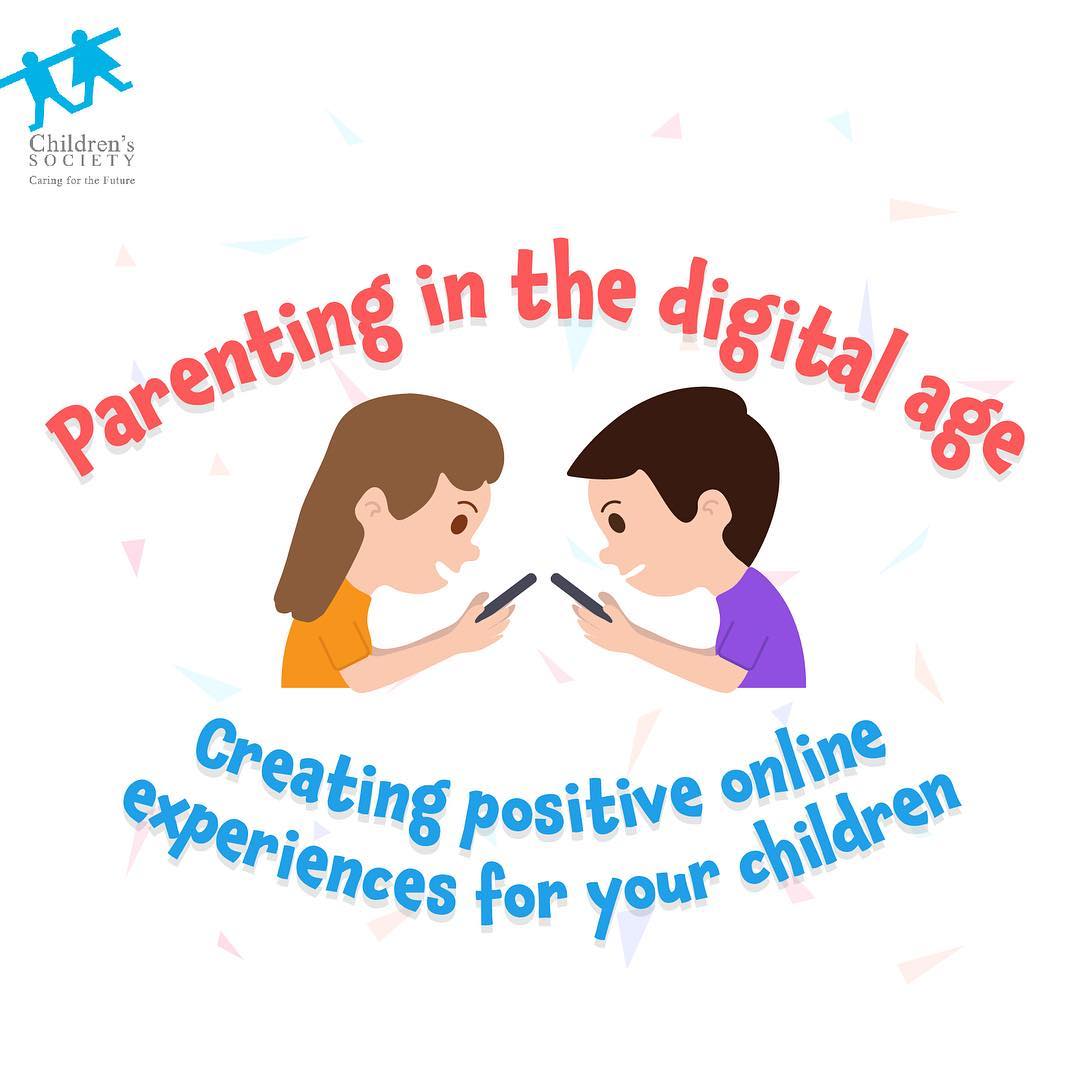 Children's
SOCIETY
Caring for the Future
Parenting in the digital age
Creating positive online
experiences for your children